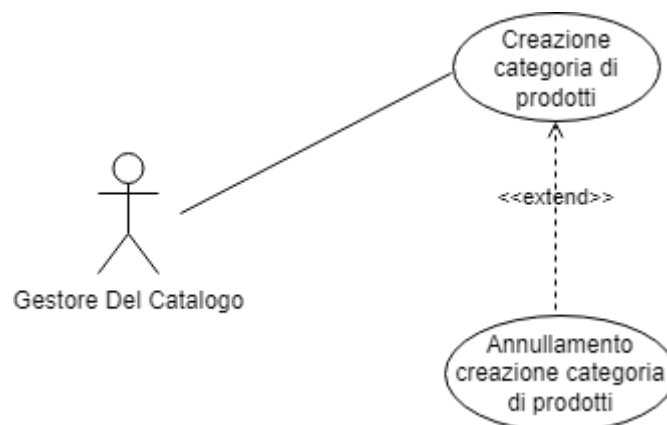 Creazione
categoria di
prodotti
<<extend>>
Gestore Del Catalogo
Annullamento
creazione categoria
di prodotti